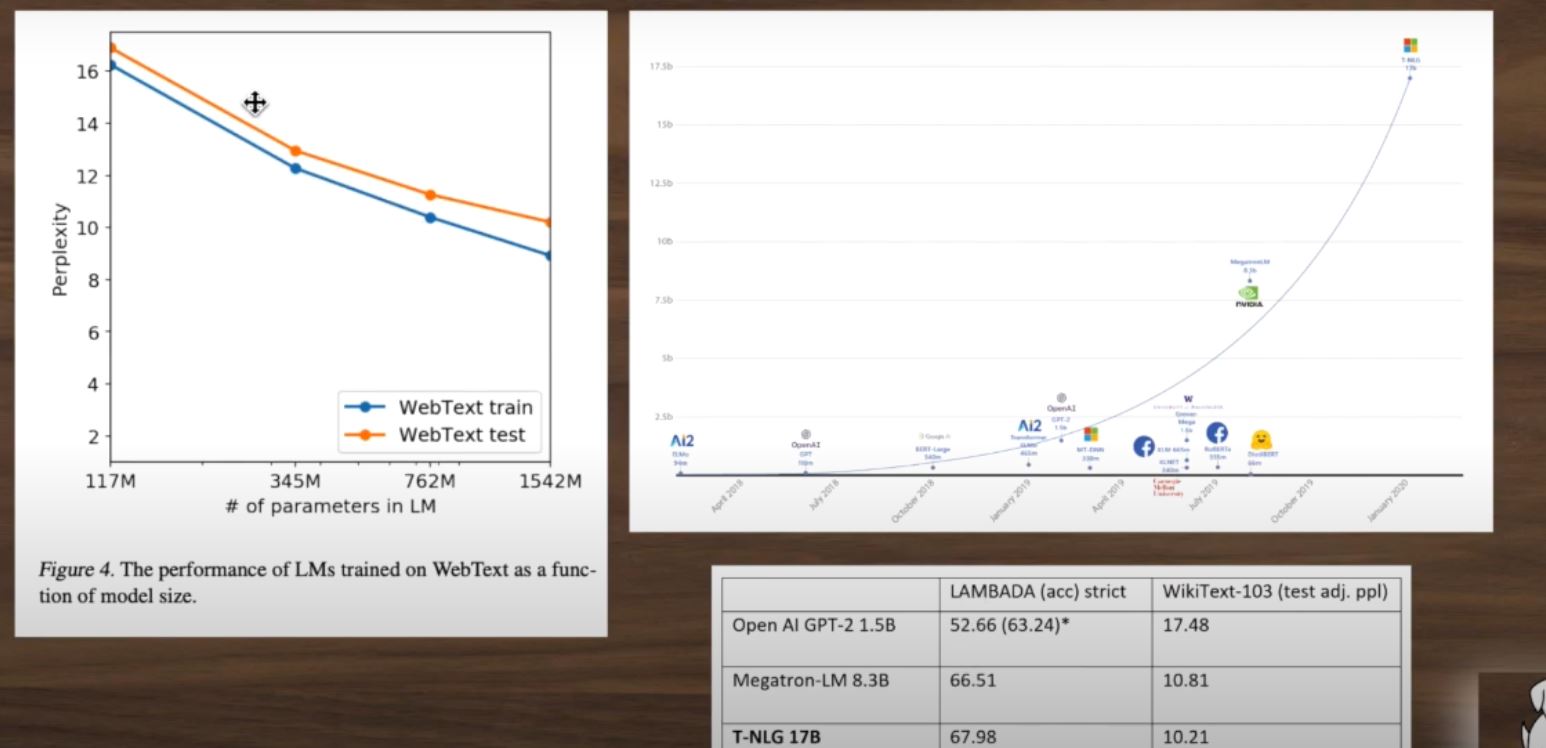 16
14
12
10
8
6
4
2
Perplexity
WebText train
WebText test
117M
345M
762M
1542M
# of parameters in LM
Figure 4. The performance of LMs trained on WebText as a func-
tion of model size.
17.5b
15b
12.5b
10b
7.5b
5b
2.5b
T-NLG
17b
MegatronLM
8.3b
NVIDIA
AI2
ELMo
94m
OpenAI
GPT
110m
Google AI
BERT-Large
340m
AI2
Transformer
ELMo
465m
OpenAI
GPT-2
1.5b
MT-DNN
330m
XLM 665m
XLNET
340m
Carnegie
Mellon
University
W
Grover-
Mega
1.5b
RoBERTa
355m
DistilBERT
66m
April 2018
July 2018
October 2018
January 2019
April 2019
July 2019
October 2019
January 2020
LAMBADA (acc) strict
WikiText-103 (test adj. ppl)
Open AI GPT-2 1.5B
52.66 (63.24)*
17.48
Megatron-LM 8.3B
66.51
10.81
T-NLG 17B
67.98
10.21